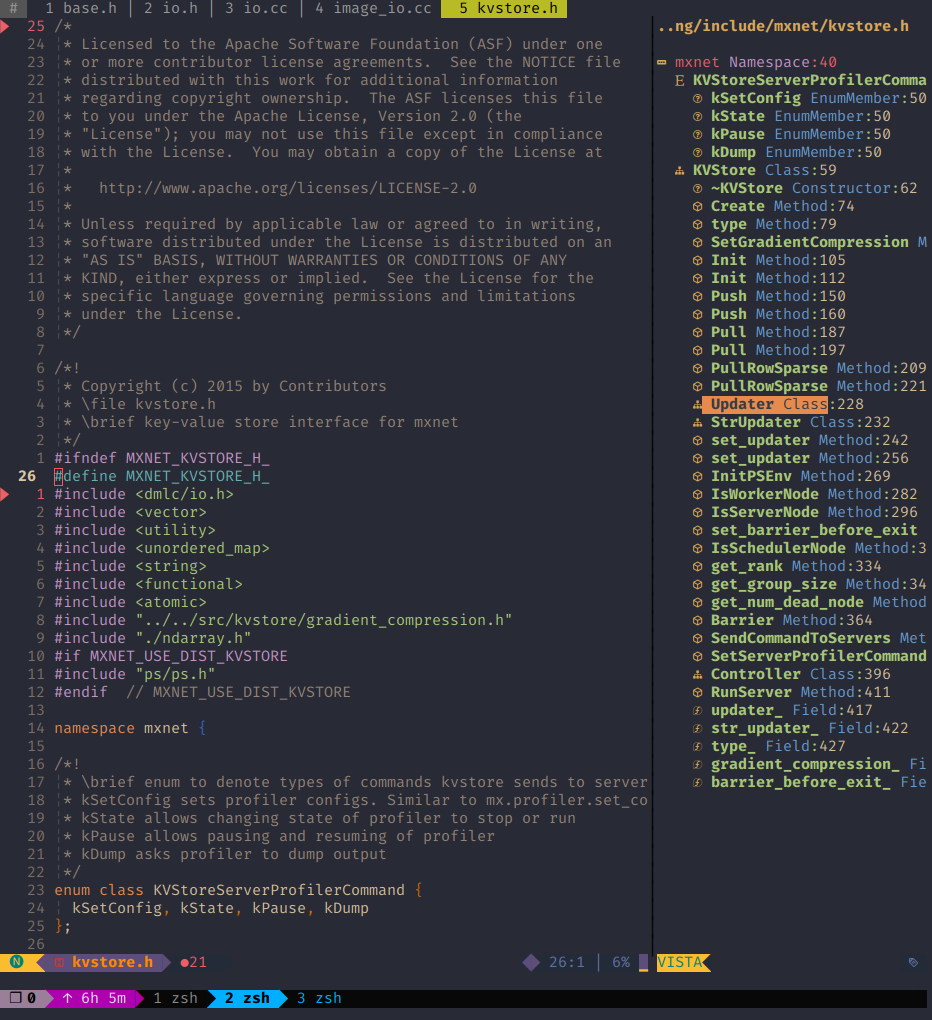 # 1 base.h │ 2 io.h │ 3 io.cc │ 4 image_io.cc 5 kvstore.h
25 /*
24 * Licensed to the Apache Software Foundation (ASF) under one
23 * or more contributor license agreements.  See the NOTICE file
22 * distributed with this work for additional information
21 * regarding copyright ownership.  The ASF licenses this file
20 * to you under the Apache License, Version 2.0 (the
19 * "License"); you may not use this file except in compliance
18 * with the License.  You may obtain a copy of the License at
17 *
16 *   http://www.apache.org/licenses/LICENSE-2.0
15 *
14 * Unless required by applicable law or agreed to in writing,
13 * software distributed under the License is distributed on an
12 * "AS IS" BASIS, WITHOUT WARRANTIES OR CONDITIONS OF ANY
11 * KIND, either express or implied.  See the License for the
10 * specific language governing permissions and limitations
9 * under the License.
8 */
7
6 /*!
5 * Copyright (c) 2015 by Contributors
4 * \file kvstore.h
3 * \brief key-value store interface for mxnet
2 */
1 #ifndef MXNET_KVSTORE_H_
26 #define MXNET_KVSTORE_H_
1 #include <dmlc/io.h>
2 #include <vector>
3 #include <utility>
4 #include <unordered_map>
5 #include <string>
6 #include <functional>
7 #include <atomic>
8 #include "../../src/kvstore/gradient_compression.h"
9 #include "./ndarray.h"
10 #if MXNET_USE_DIST_KVSTORE
11 #include "ps/ps.h"
12 #endif  // MXNET_USE_DIST_KVSTORE
13
14 namespace mxnet {
15
16 /*!
17 * \brief enum to denote types of commands kvstore sends to server
18 * kSetConfig sets profiler configs. Similar to mx.profiler.set_co
19 * kState allows changing state of profiler to stop or run
20 * kPause allows pausing and resuming of profiler
21 * kDump asks profiler to dump output
22 */
23 enum class KVStoreServerProfilerCommand {
24 kSetConfig, kState, kPause, kDump
25 };
26
..ng/include/mxnet/kvstore.h
mxnet Namespace:40
E KVStoreServerProfilerComma
kSetConfig EnumMember:50
kState EnumMember:50
kPause EnumMember:50
kDump EnumMember:50
KVStore Class:59
~KVStore Constructor:62
Create Method:74
type Method:79
SetGradientCompression M
Init Method:105
Init Method:112
Push Method:150
Push Method:160
Pull Method:187
Pull Method:197
PullRowSparse Method:209
PullRowSparse Method:221
Updater Class:228
StrUpdater Class:232
set_updater Method:242
set_updater Method:256
InitPSEnv Method:269
IsWorkerNode Method:282
IsServerNode Method:296
set_barrier_before_exit
IsSchedulerNode Method:3
get_rank Method:334
get_group_size Method:34
get_num_dead_node Method
Barrier Method:364
SendCommandToServers Met
SetServerProfilerCommand
Controller Class:396
RunServer Method:411
updater_ Field:417
str_updater_ Field:422
type_ Field:427
gradient_compression_ Fi
barrier_before_exit_ Fie
N kvstore.h ●21 26:1 │ 6% VISTA
0 ↑ 6h 5m 1 zsh 2 zsh 3 zsh